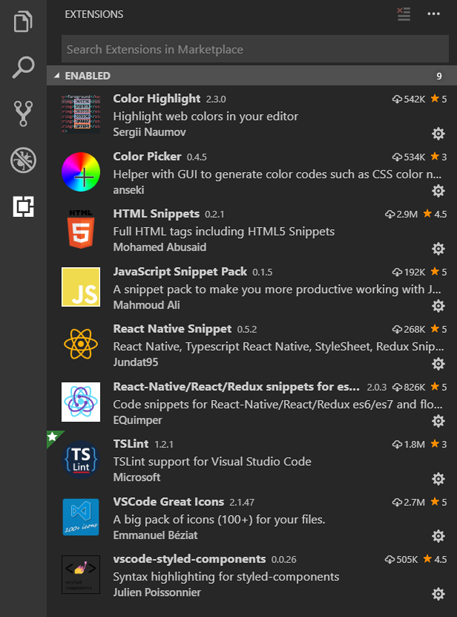 EXTENSIONS
Search Extensions in Marketplace
ENABLED 9
Color Highlight 2.3.0 542K 5
Highlight web colors in your editor
Sergii Naumov
Color Picker 0.4.5 534K 3
Helper with GUI to generate color codes such as CSS color n...
anseki
HTML
HTML Snippets 0.2.1 2.9M 4.5
Full HTML tags including HTML5 Snippets
Mohamed Abusaid
JS
JavaScript Snippet Pack 0.1.5 192K 5
A snippet pack to make you more productive working with J...
Mahmoud Ali
React Native Snippet 0.5.2 268K 5
React Native, Typescript React Native, StyleSheet, Redux Snip...
Jundat95
React-Native/React/Redux snippets for es... 2.0.3 826K 5
Code snippets for React-Native/React/Redux es6/es7 and flo...
EQuimper
TS
Lint
TSLint 1.2.1 1.8M 3
TSLint support for Visual Studio Code
Microsoft
200+ icons
VSCode Great Icons 2.1.47 2.7M 5
A big pack of icons (100+) for your files.
Emmanuel Béziat
vscode-styled-components 0.0.26 505K 4.5
Syntax highlighting for styled-components
Julien Poissonnier